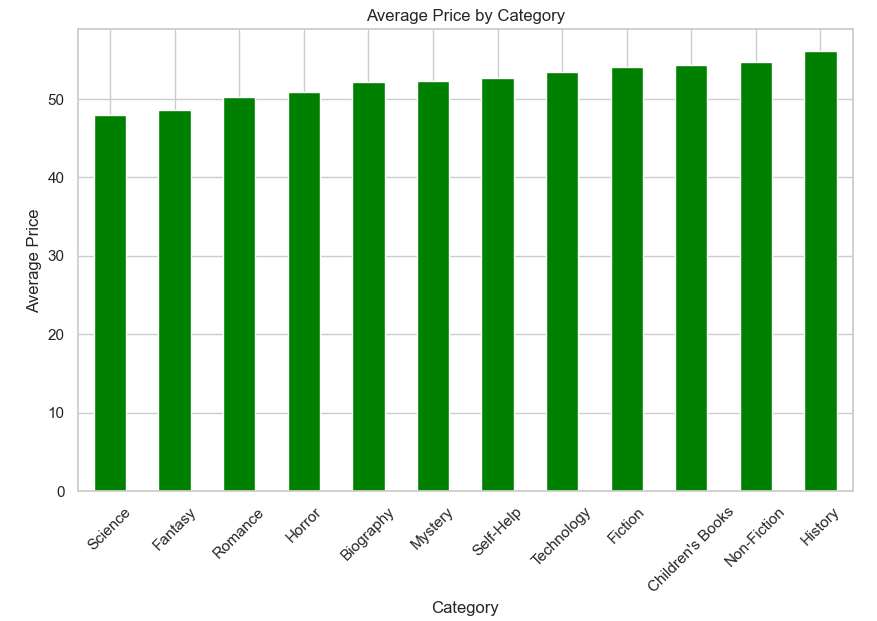 Average Price by Category
Average Price
50
40
30
20
10
0
Science
Fantasy
Romance
Horror
Biography
Mystery
Self-Help
Technology
Fiction
Children's Books
Non-Fiction
History
Category